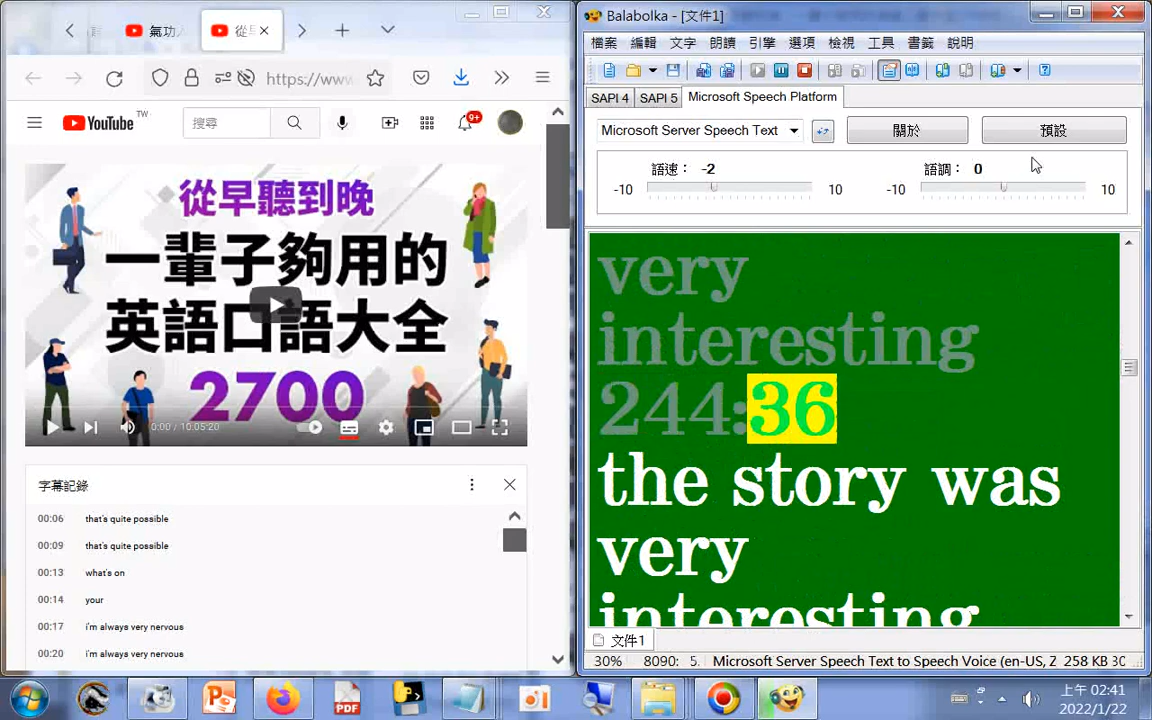 氣功
從
https://www
YouTube TW
搜尋
9+
從早聽到晚
一輩子夠用的
英語口語大全
2700
0:00 / 10:05:20
字幕記錄
00:06 that's quite possible
00:09 that's quite possible
00:13 what's on
00:14 your
00:17 i'm always very nervous
00:20 i'm always very nervous
Balabolka - [文件1]
檔案 編輯 文字 朗讀 引擎 選項 檢視 工具 書籤 說明
SAPI 4 SAPI 5 Microsoft Speech Platform
Microsoft Server Speech Text 關於 預設
語速： -2 語調： 0
-10 10 -10 10
very
interesting
244:36
the story was
very
interesting
文件1
30% 8090: 5. Microsoft Server Speech Text to Speech Voice (en-US, Z 258 KB 30
PDF
上午 02:41
2022/1/22